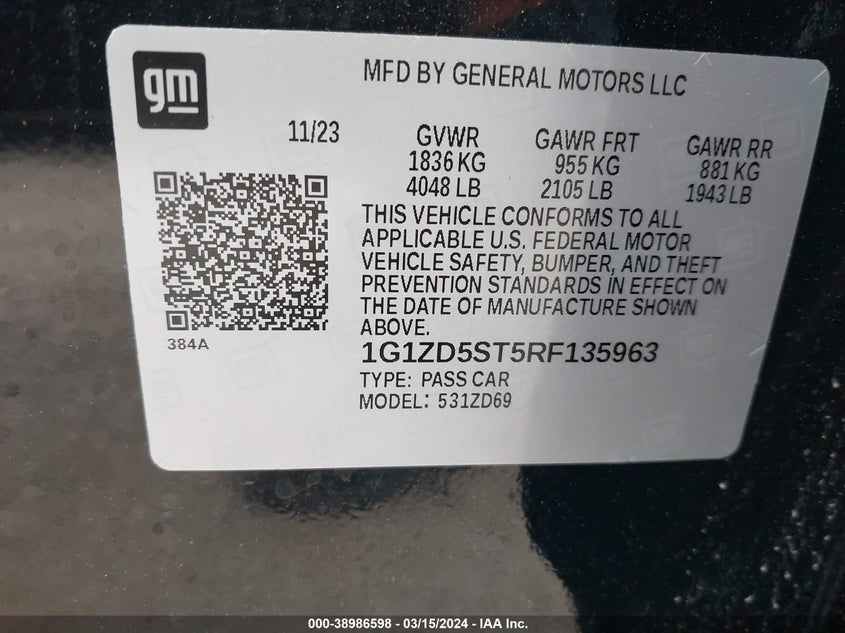 gm
MFD BY GENERAL MOTORS LLC
11/23
GVWR GAWR FRT GAWR RR
1836 KG 955 KG 881 KG
4048 LB 2105 LB 1943 LB
THIS VEHICLE CONFORMS TO ALL
APPLICABLE U.S. FEDERAL MOTOR
VEHICLE SAFETY, BUMPER, AND THEFT
PREVENTION STANDARDS IN EFFECT ON
THE DATE OF MANUFACTURE SHOWN
ABOVE.
384A
1G1ZD5ST5RF135963
TYPE: PASS CAR
MODEL: 531ZD69
000-38986598 - 03/15/2024 - IAA Inc.